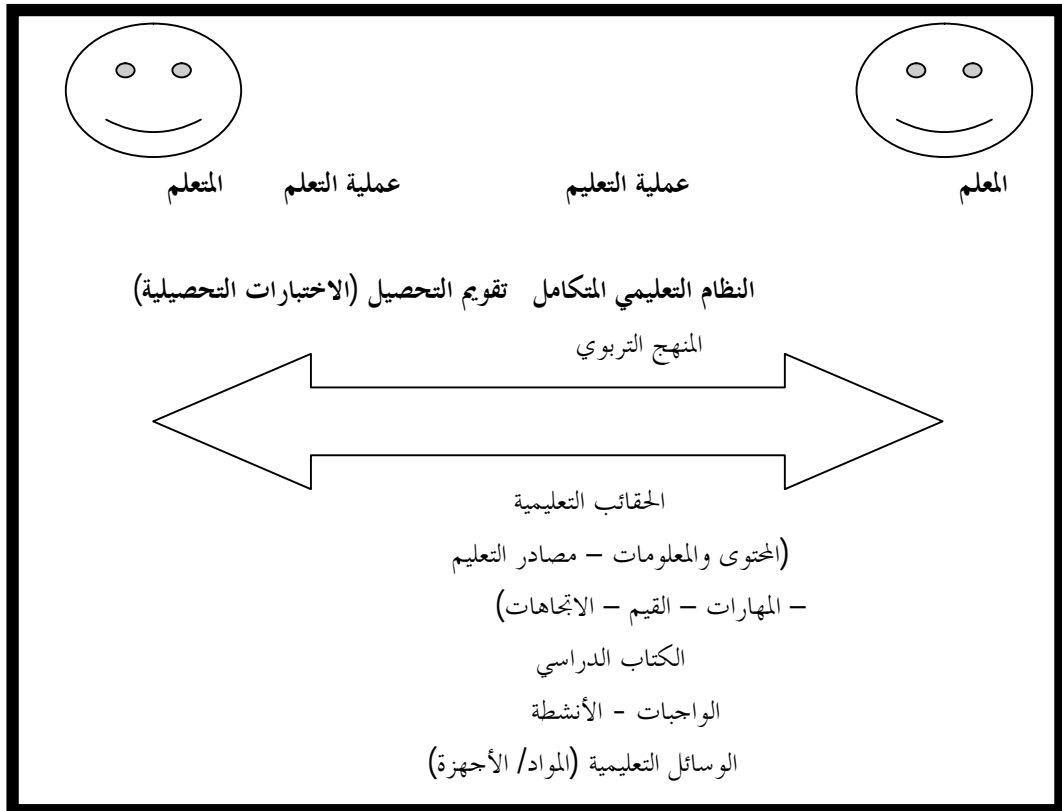 المعلم عملية التعليم عملية التعلم المتعلم
النظام التعليمي المتكامل تقويم التحصيل (الاختبارات التحصيلية)
المنهج التربوي
الحقائب التعليمية
(المحتوى والمعلومات – مصادر التعليم
– المهارات – القيم – الاتجاهات)
الكتاب الدراسي
الواجبات - الأنشطة
الوسائل التعليمية (المواد/ الأجهزة)